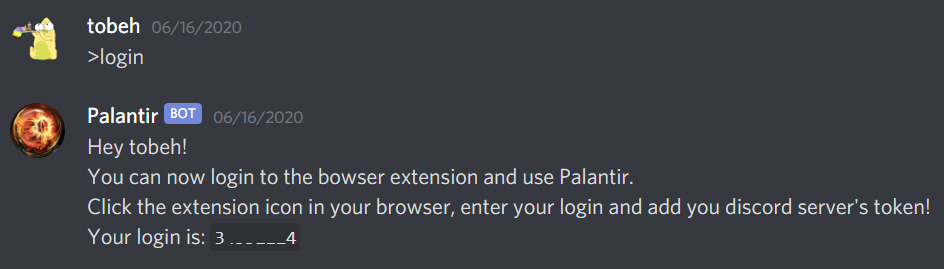 tobeh 06/16/2020
>login
Palantir BOT 06/16/2020
Hey tobeh!
You can now login to the bowser extension and use Palantir.
Click the extension icon in your browser, enter your login and add you discord server's token!
Your login is: 3 ._____4